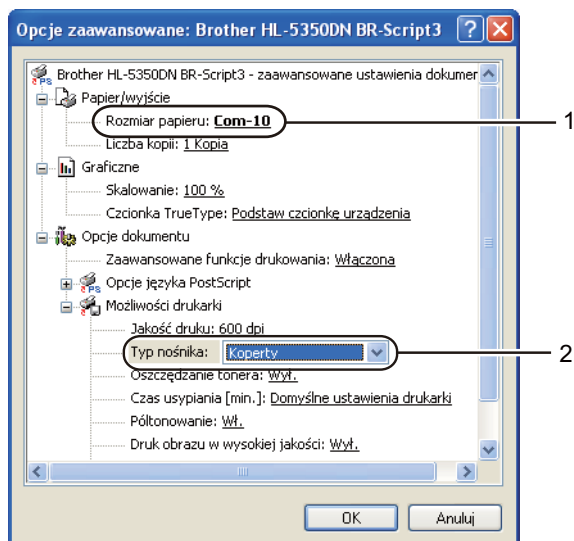 Opcje zaawansowane: Brother HL-5350DN BR-Script3
Brother HL-5350DN BR-Script3 - zaawansowane ustawienia dokumer
Papier/wyjście
Rozmiar papieru: Com-10
1
Liczba kopii: 1 Kopia
Graficzne
Skalowanie: 100 %
Czcionka TrueType: Podstaw czcionkę urządzenia
Opcje dokumentu
Zaawansowane funkcje drukowania: Włączona
Opcje języka PostScript
Możliwości drukarki
Jakość druku: 600 dpi
Typ nośnika: Koperty
2
Oszczędzanie tonera: Wył.
Czas usypiania [min.]: Domyślne ustawienia drukarki
Półtonowanie: Wł.
Druk obrazu w wysokiej jakości: Wył.
OK Anuluj